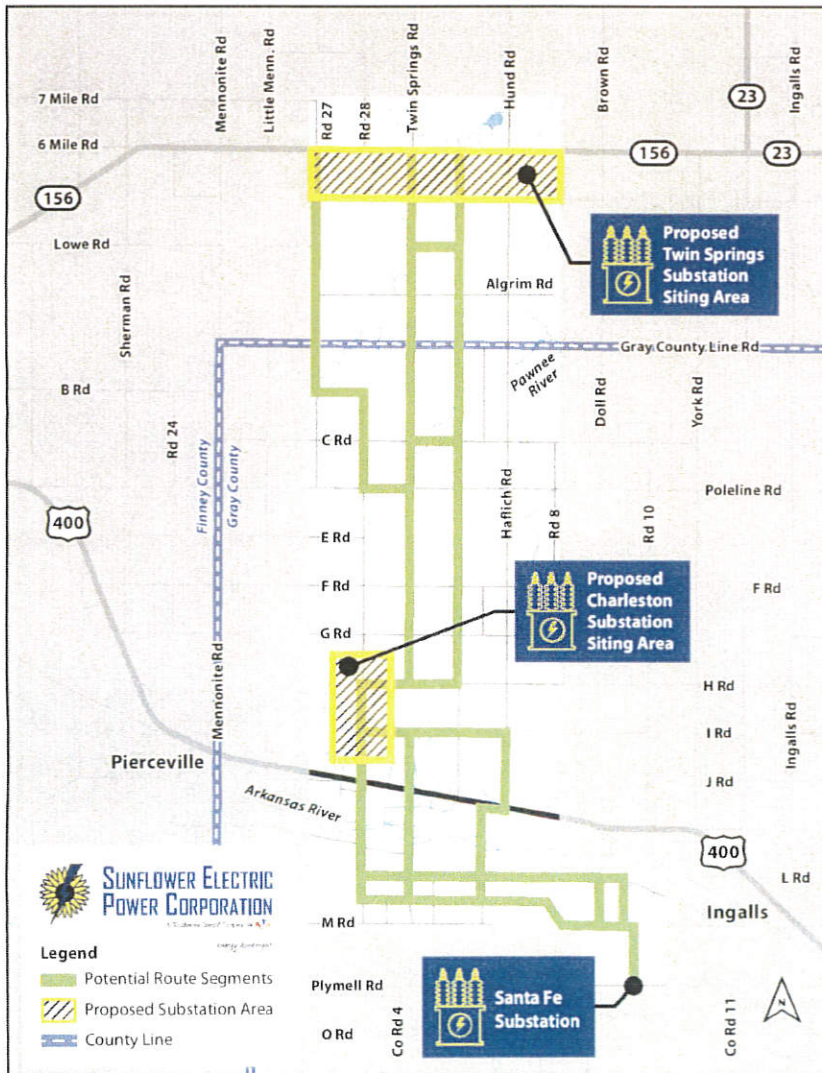 Mennonite Rd
Little Menn. Rd
Twin Springs Rd
Hund Rd
Brown Rd
Ingalls Rd
7 Mile Rd
Rd 27
Rd 28
23
6 Mile Rd
156
23
156
Lowe Rd
Proposed
Twin Springs
Substation
Siting Area
Sherman Rd
Algrim Rd
Gray County Line Rd
Pawnee
River
B Rd
Doll Rd
York Rd
Rd 24
Finney County
Gray County
C Rd
Haflich Rd
Rd 8
Rd 10
Poleline Rd
400
E Rd
F Rd
F Rd
Proposed
Charleston
Substation
Siting Area
G Rd
Mennonite Rd
H Rd
I Rd
Ingalls Rd
Pierceville
J Rd
Arkansas River
400
L Rd
SUNFLOWER ELECTRIC
POWER CORPORATION
Ingalls
M Rd
Legend
Potential Route Segments
Proposed Substation Area
County Line
Plymell Rd
Santa Fe
Substation
O Rd
Co Rd 4
Co Rd 11
N